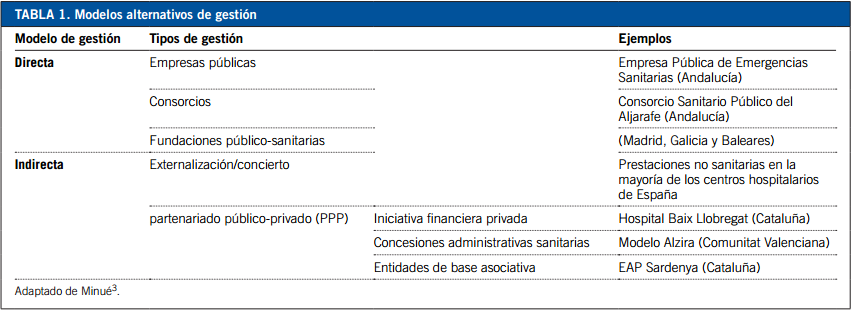 TABLA 1. Modelos alternativos de gestión
Modelo de gestión Tipos de gestión Ejemplos
Directa Empresas públicas Empresa Pública de Emergencias
Sanitarias (Andalucía)
Consorcios Consorcio Sanitario Público del
Aljarafe (Andalucía)
Fundaciones público-sanitarias (Madrid, Galicia y Baleares)
Indirecta Externalización/concierto Prestaciones no sanitarias en la
mayoría de los centros hospitalarios
de España
partenariado público-privado (PPP) Iniciativa financiera privada Hospital Baix Llobregat (Cataluña)
Concesiones administrativas sanitarias Modelo Alzira (Comunitat Valenciana)
Entidades de base asociativa EAP Sardenya (Cataluña)
Adaptado de Minué³.